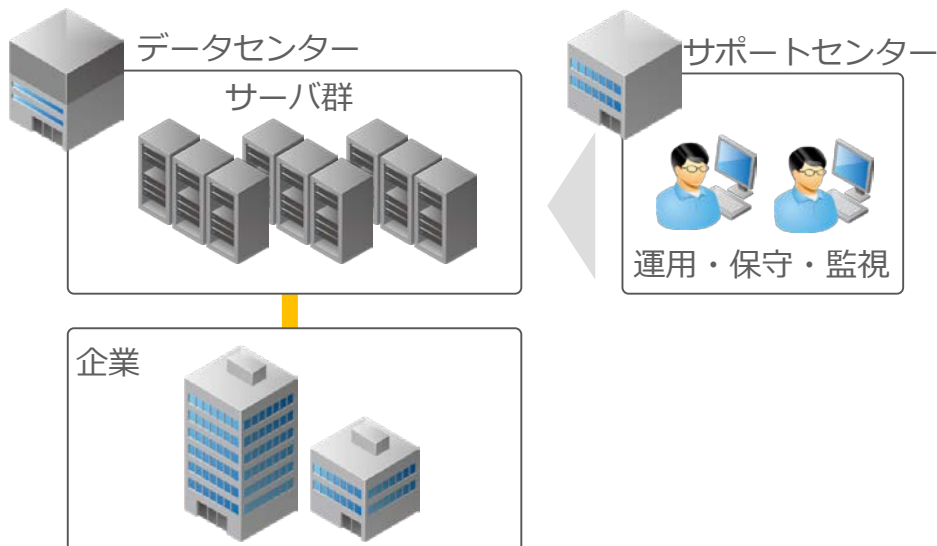 データセンター
サーバ群
サポートセンター
運用・保守・監視
企業